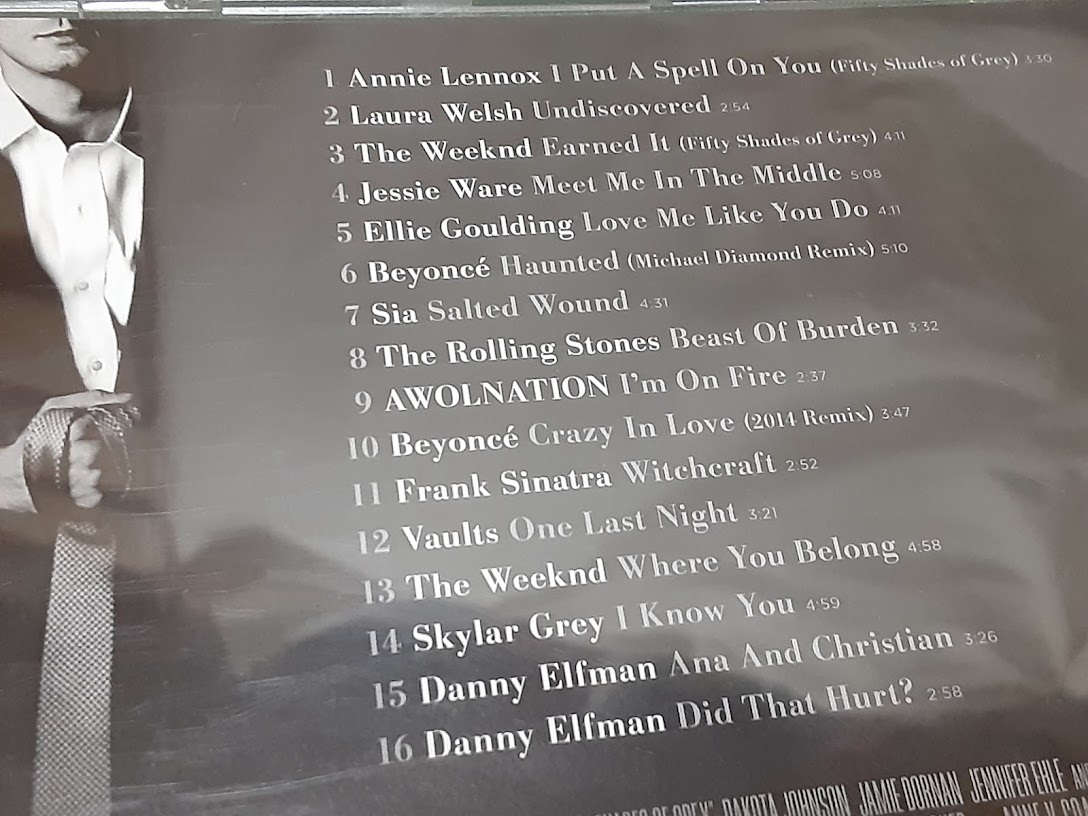 1 Annie Lennox I Put A Spell On You (Fifty Shades of Grey) 3:30
2 Laura Welsh Undiscovered 2:54
3 The Weeknd Earned It (Fifty Shades of Grey) 4:11
4 Jessie Ware Meet Me In The Middle 5:08
5 Ellie Goulding Love Me Like You Do 4:11
6 Beyoncé Haunted (Michael Diamond Remix) 5:10
7 Sia Salted Wound 4:31
8 The Rolling Stones Beast Of Burden 3:32
9 AWOLNATION I'm On Fire 2:37
10 Beyoncé Crazy In Love (2014 Remix) 3:47
11 Frank Sinatra Witchcraft 2:52
12 Vaults One Last Night 3:21
13 The Weeknd Where You Belong 4:58
14 Skylar Grey I Know You 4:59
15 Danny Elfman Ana And Christian 3:26
16 Danny Elfman Did That Hurt? 2:58
OF GREY" DAKOTA JOHNSON JAMIE DORNAN JENNIFER EHLE